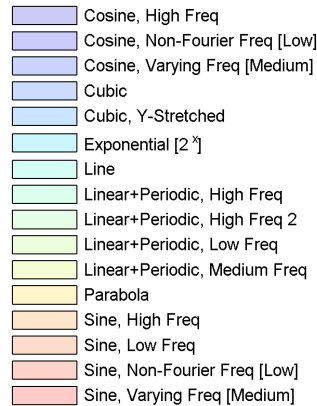 Cosine, High Freq
Cosine, Non-Fourier Freq [Low]
Cosine, Varying Freq [Medium]
Cubic
Cubic, Y-Stretched
Exponential [2 x]
Line
Linear+Periodic, High Freq
Linear+Periodic, High Freq 2
Linear+Periodic, Low Freq
Linear+Periodic, Medium Freq
Parabola
Sine, High Freq
Sine, Low Freq
Sine, Non-Fourier Freq [Low]
Sine, Varying Freq [Medium]